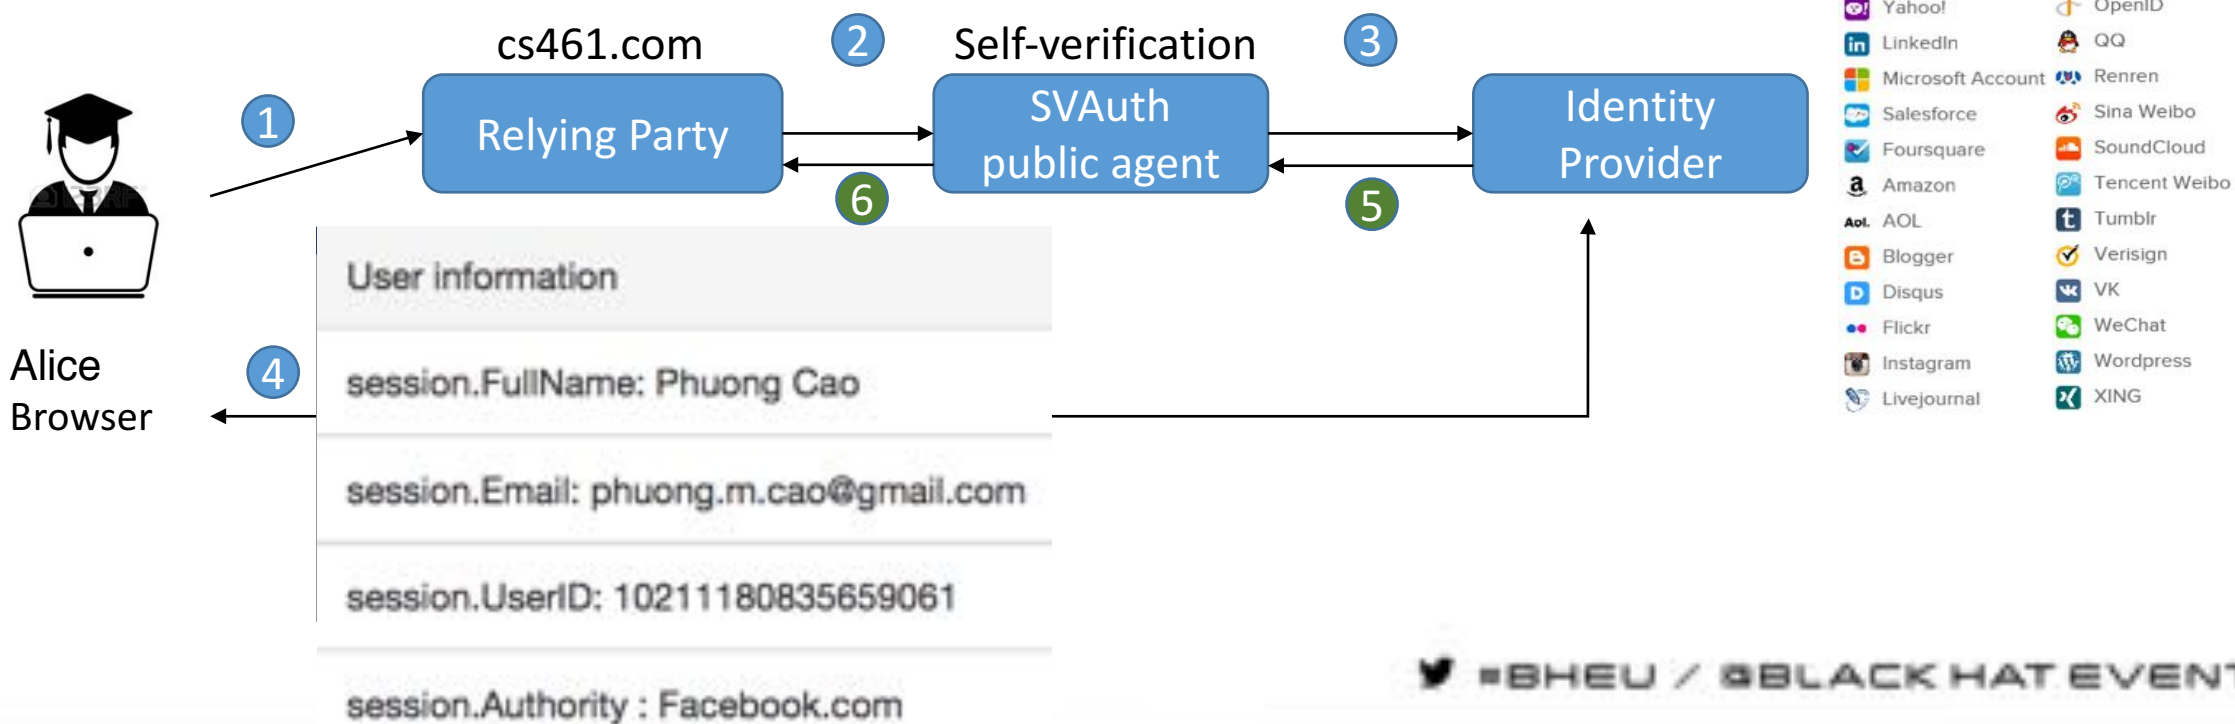 cs461.com
2
Self-verification
3
1
Relying Party
SVAuth
public agent
Identity
Provider
6
5
User information
session.FullName: Phuong Cao
session.Email: phuong.m.cao@gmail.com
session.UserID: 10211180835659061
session.Authority : Facebook.com
Alice
Browser
4
Yahoo!
LinkedIn
Microsoft Account
Salesforce
Foursquare
Amazon
Aol. AOL
Blogger
Disqus
Flickr
Instagram
Livejournal
OpenID
QQ
Renren
Sina Weibo
SoundCloud
Tencent Weibo
Tumblr
Verisign
VK
WeChat
Wordpress
XING
#BHEU / @BLACK HAT EVENT